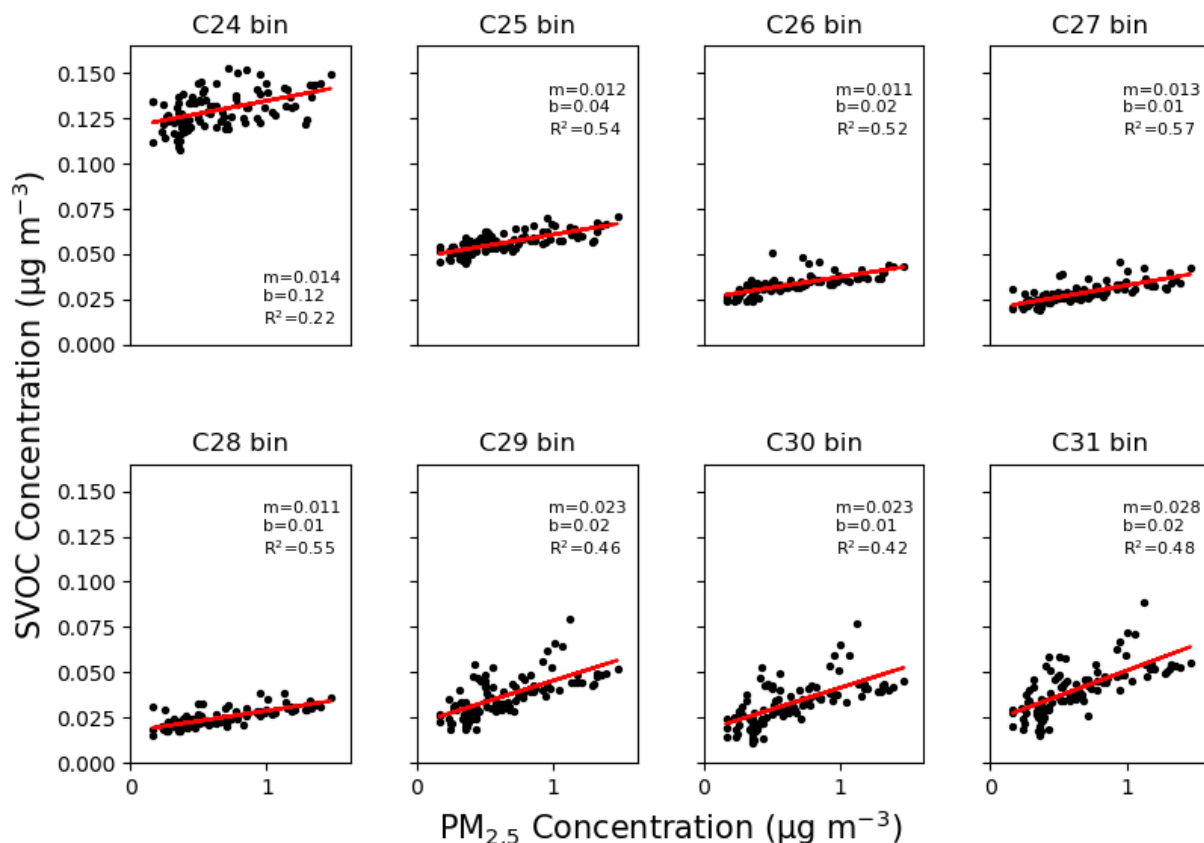 C24 bin
C25 bin
C26 bin
C27 bin
0.150
0.125
0.100
0.075
0.050
0.025
0.000
m=0.014
b=0.12
R²=0.22
m=0.012
b=0.04
R²=0.54
m=0.011
b=0.02
R²=0.52
m=0.013
b=0.01
R²=0.57
SVOC Concentration (µg m⁻³)
C28 bin
C29 bin
C30 bin
C31 bin
0.150
0.125
0.100
0.075
0.050
0.025
0.000
m=0.011
b=0.01
R²=0.55
m=0.023
b=0.02
R²=0.46
m=0.023
b=0.01
R²=0.42
m=0.028
b=0.02
R²=0.48
0 1
0 1
0 1
0 1
PM₂.₅ Concentration (µg m⁻³)